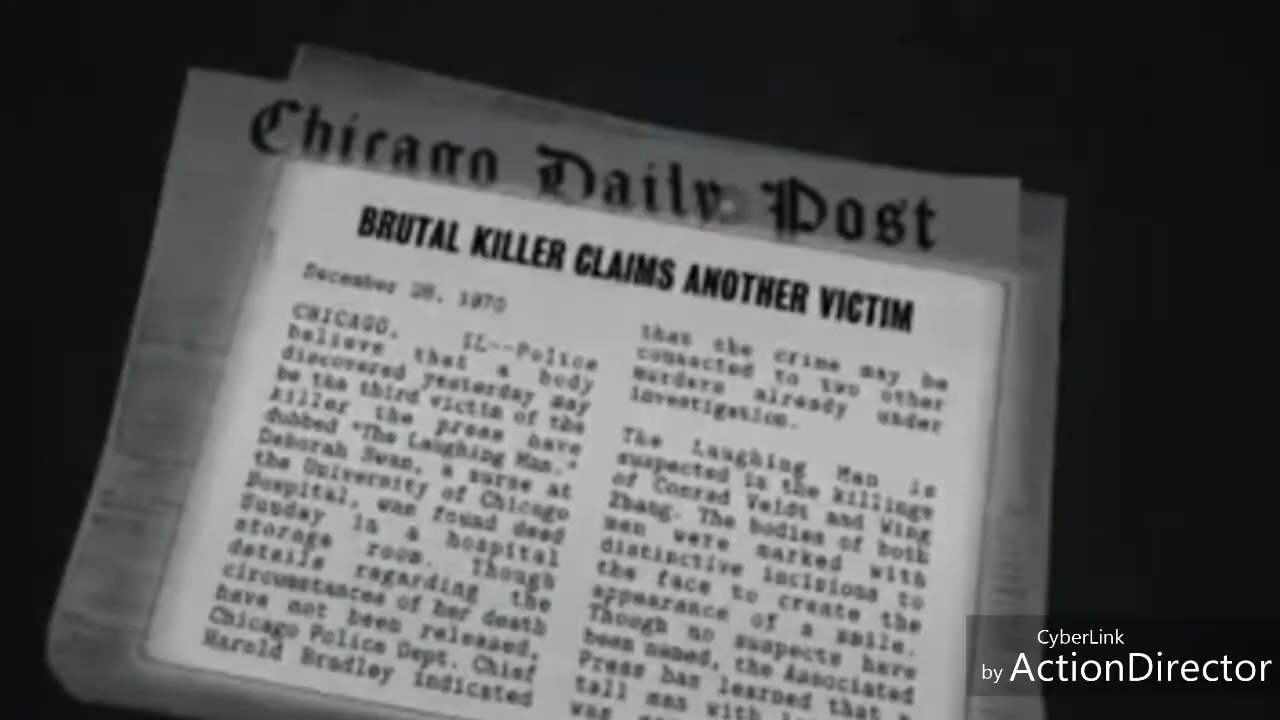 Chicago Daily Post
BRUTAL KILLER CLAIMS ANOTHER VICTIM
December 28, 1970
CHICAGO, IL--Police
believe that a body
discovered yesterday may
be the third victim of the
killer the press have
dubbed "The Laughing Man."
Deborah Swan, a nurse at
the University of Chicago
Hospital, was found dead
Sunday in a hospital
storage room. Though
details regarding the
circumstances of her death
have not been released,
Chicago Police Dept. Chief
Harold Bradley indicated
that the crime may be
connected to two other
murders already under
investigation.
The Laughing Man is
suspected in the killings
of Conrad Veidt and Wing
Zhang. The bodies of both
men were marked with
distinctive incisions to
the face to create the
appearance of a smile.
Though no suspects have
been named, the Associated
Press has learned that a
tall man with
was
CyberLink
by ActionDirector